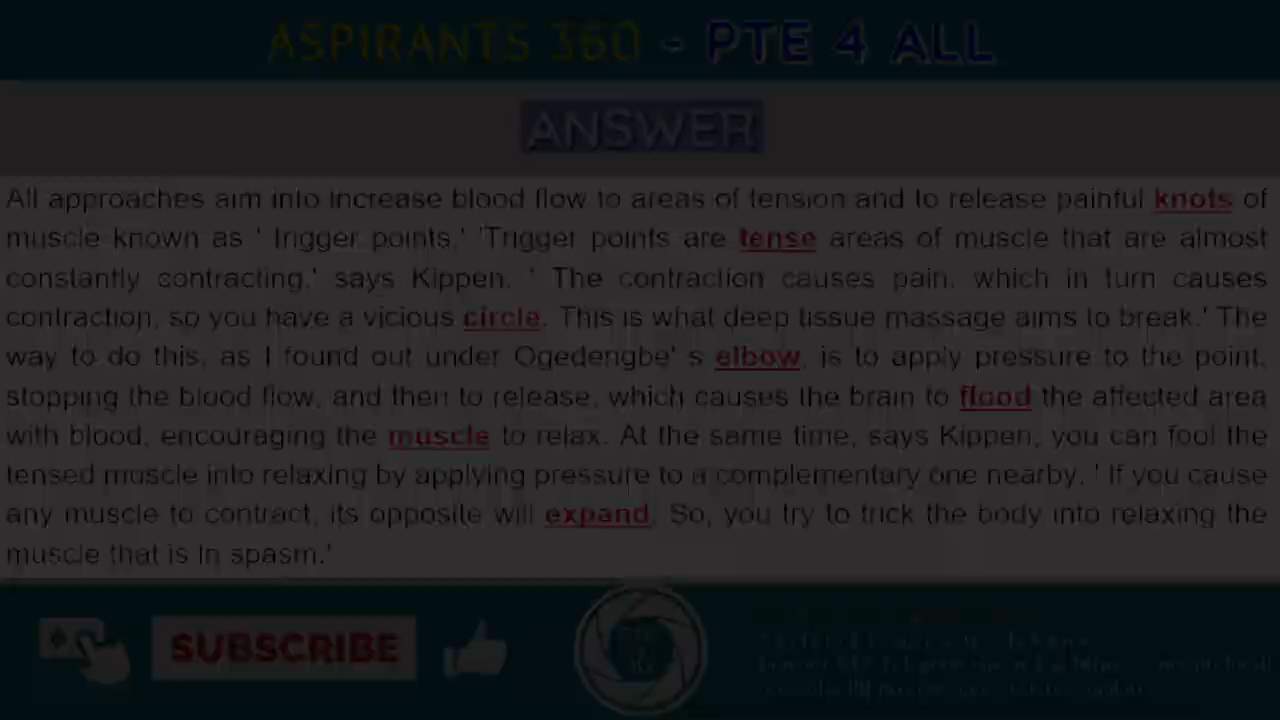 ASPIRANTS 360 - PTE 4 ALL
ANSWER
All approaches aim into increase blood flow to areas of tension and to release painful knots of
muscle known as ' trigger points.' 'Trigger points are tense areas of muscle that are almost
constantly contracting,' says Kippen. ' The contraction causes pain, which in turn causes
contraction, so you have a vicious circle. This is what deep tissue massage aims to break.' The
way to do this, as I found out under Ogedengbe' s elbow, is to apply pressure to the point,
stopping the blood flow, and then to release, which causes the brain to flood the affected area
with blood, encouraging the muscle to relax. At the same time, says Kippen, you can fool the
tensed muscle into relaxing by applying pressure to a complementary one nearby. ' If you cause
any muscle to contract, its opposite will expand. So, you try to trick the body into relaxing the
muscle that is in spasm.'
SUBSCRIBE